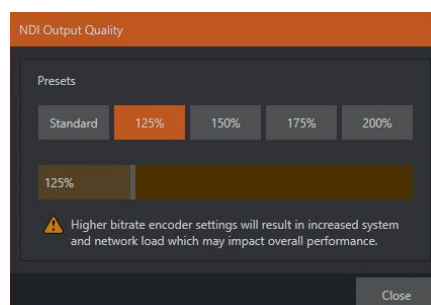 NDI Output Quality
Presets
Standard 125% 150% 175% 200%
125%
Higher bitrate encoder settings will result in increased system
and network load which may impact overall performance.
Close